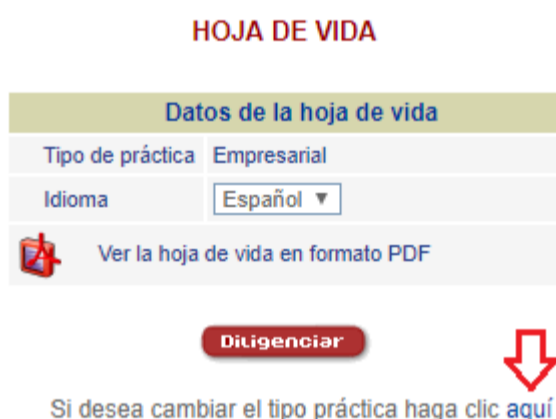 HOJA DE VIDA
Datos de la hoja de vida
Tipo de práctica Empresarial
Idioma Español ▼
Ver la hoja de vida en formato PDF
Diligenciar
Si desea cambiar el tipo práctica haga clic aquí